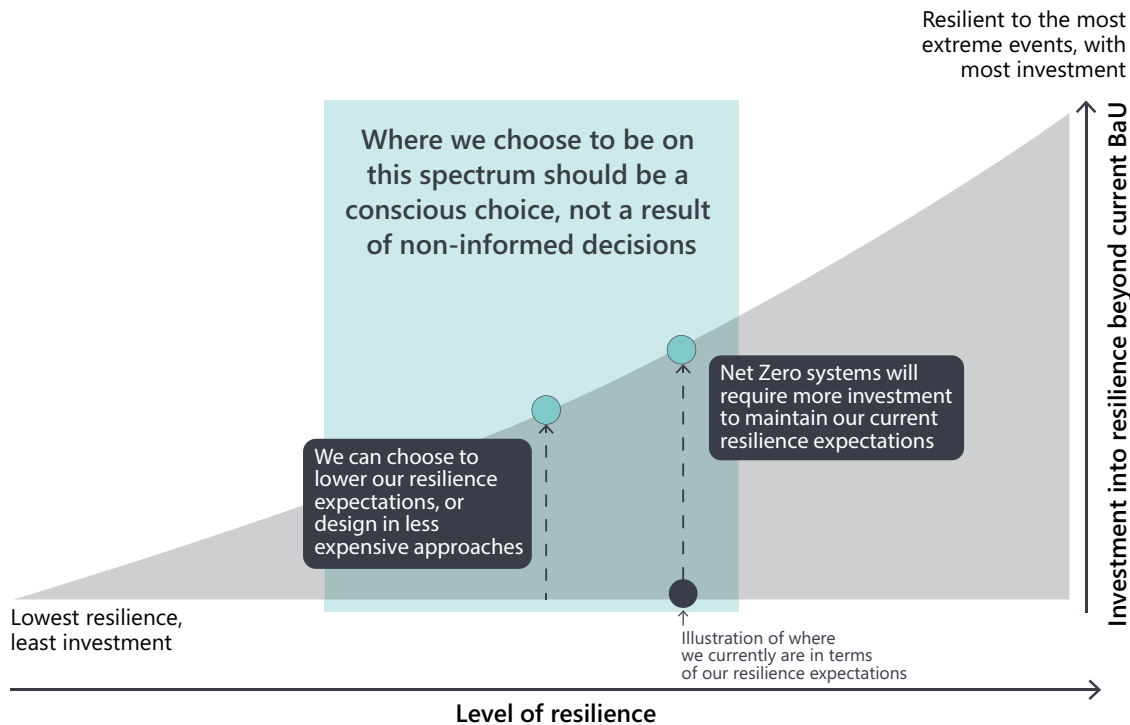 Resilient to the most
extreme events, with
most investment
Investment into resilience beyond current BaU
Where we choose to be on
this spectrum should be a
conscious choice, not a result
of non-informed decisions
Net Zero systems will
require more investment
to maintain our current
resilience expectations
We can choose to
lower our resilience
expectations, or
design in less
expensive approaches
Lowest resilience,
least investment
Illustration of where
we currently are in terms
of our resilience expectations
Level of resilience